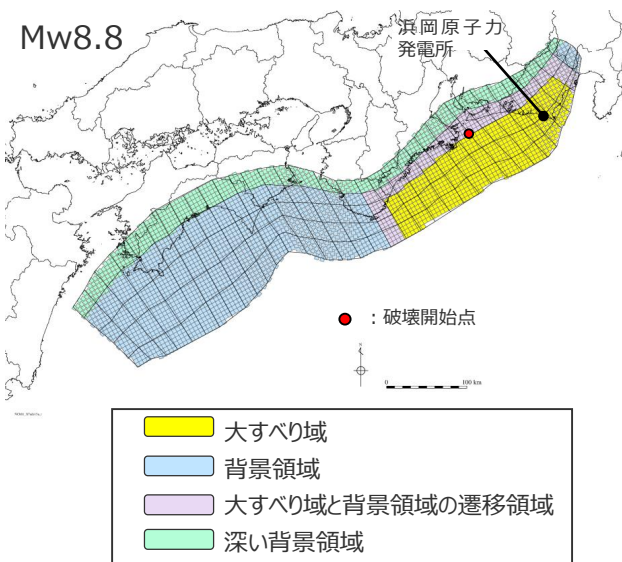 Mw8.8
浜岡原子力
発電所
：破壊開始点
N
0 100 km
大すべり域
背景領域
大すべり域と背景領域の遷移領域
深い背景領域